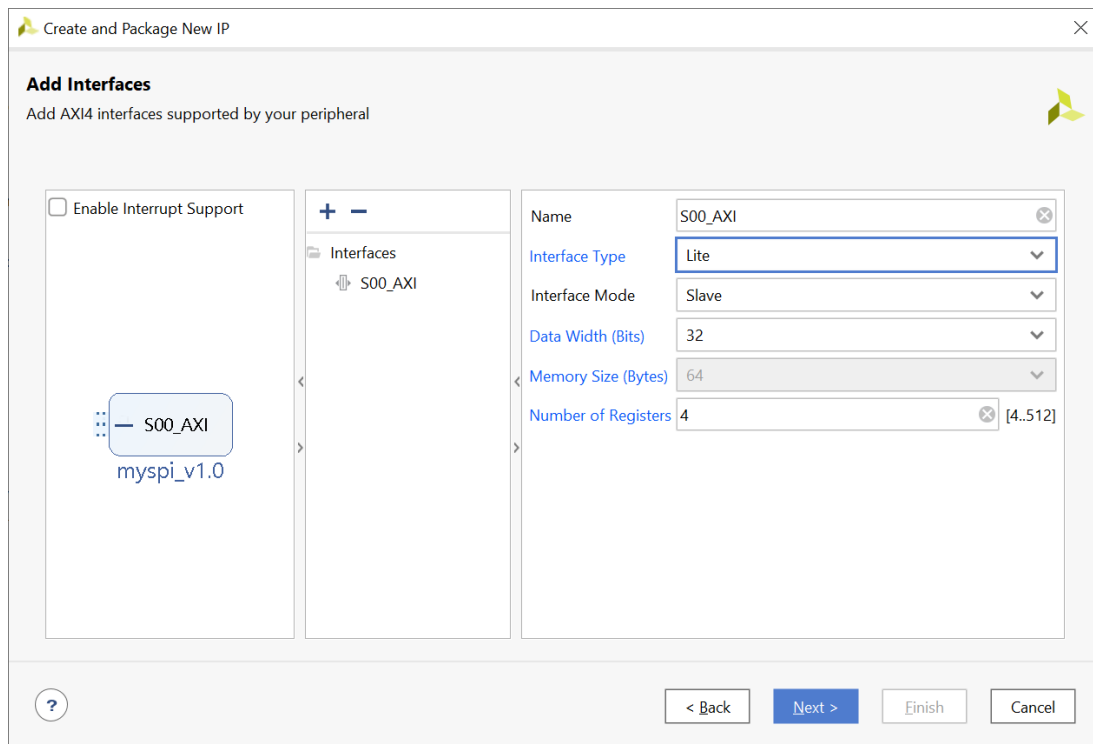 Create and Package New IP
Add Interfaces
Add AXI4 interfaces supported by your peripheral
Enable Interrupt Support
S00_AXI
myspi_v1.0
Interfaces
S00_AXI
Name S00_AXI
Interface Type Lite
Interface Mode Slave
Data Width (Bits) 32
Memory Size (Bytes) 64
Number of Registers 4 [4..512]
? < Back Next > Finish Cancel